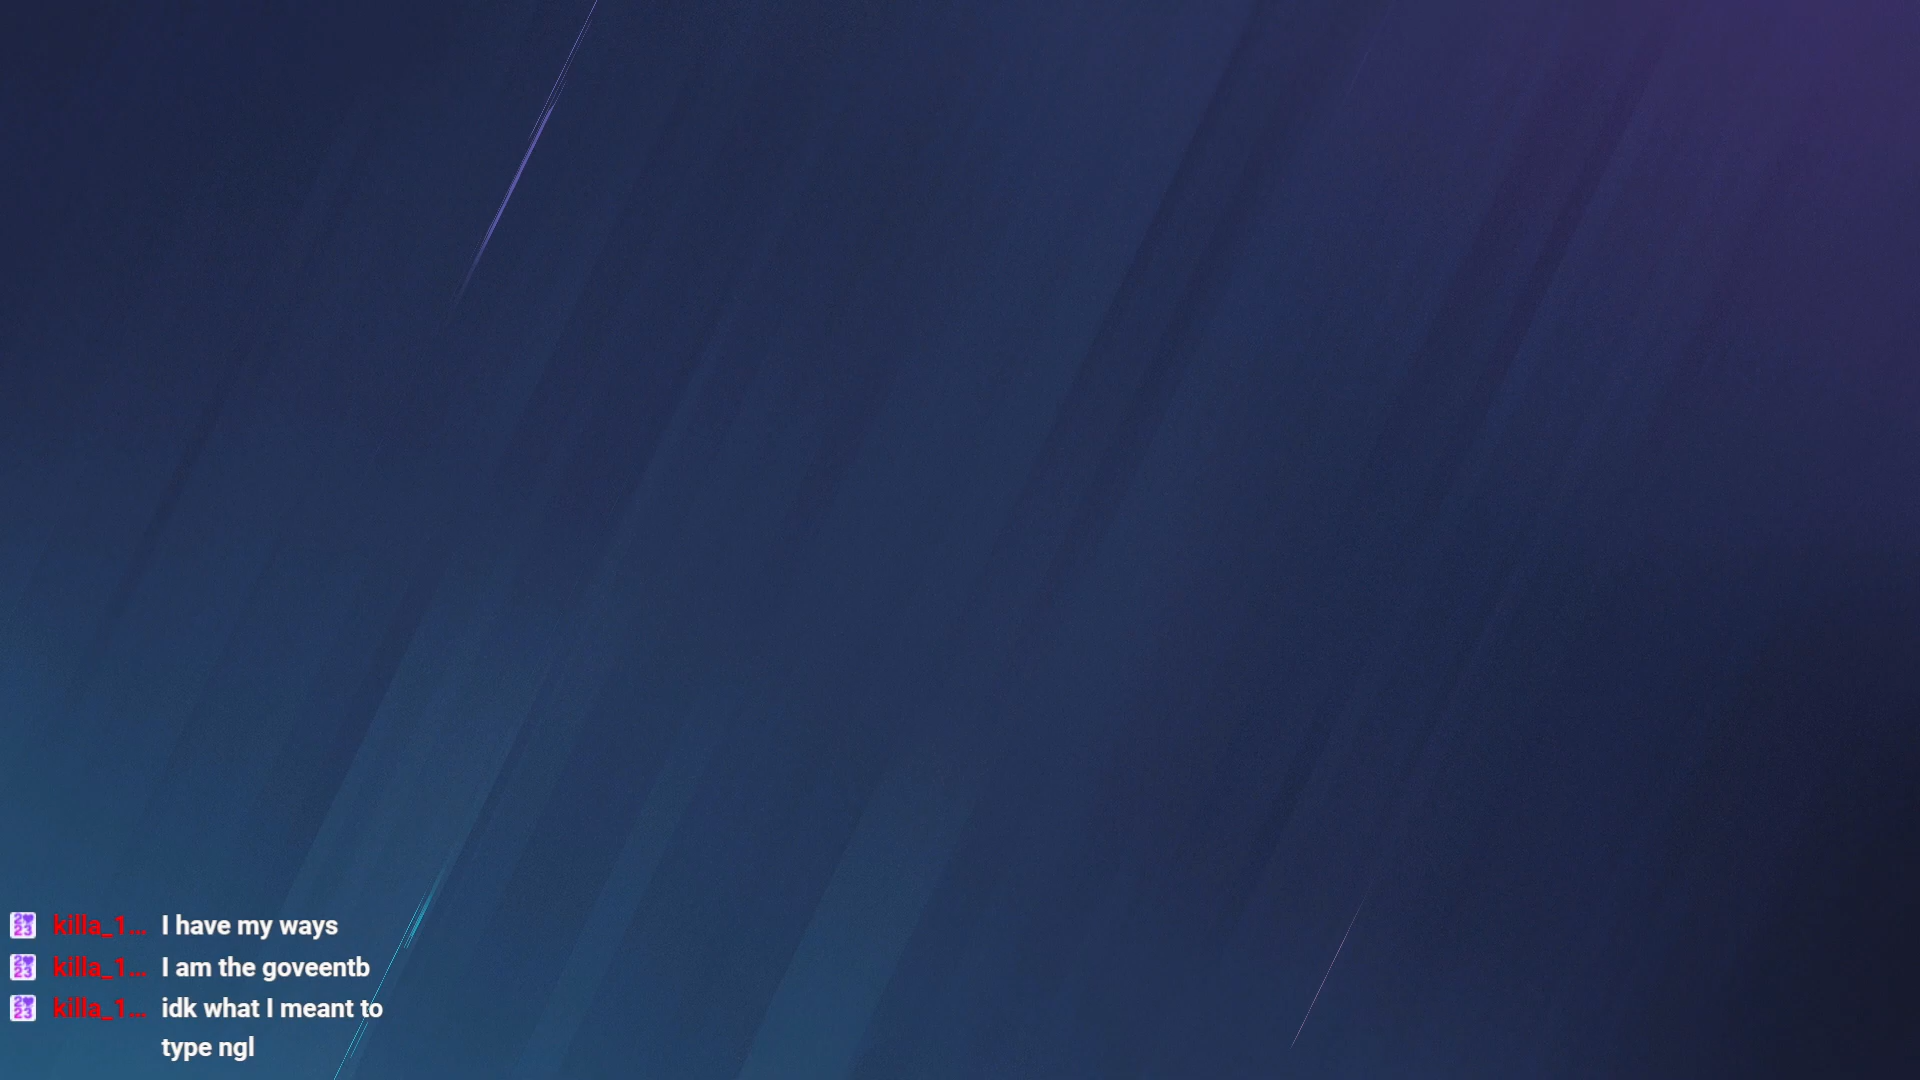 killa_1... I have my ways
killa_1... I am the goveentb
killa_1... idk what I meant to
type ngl